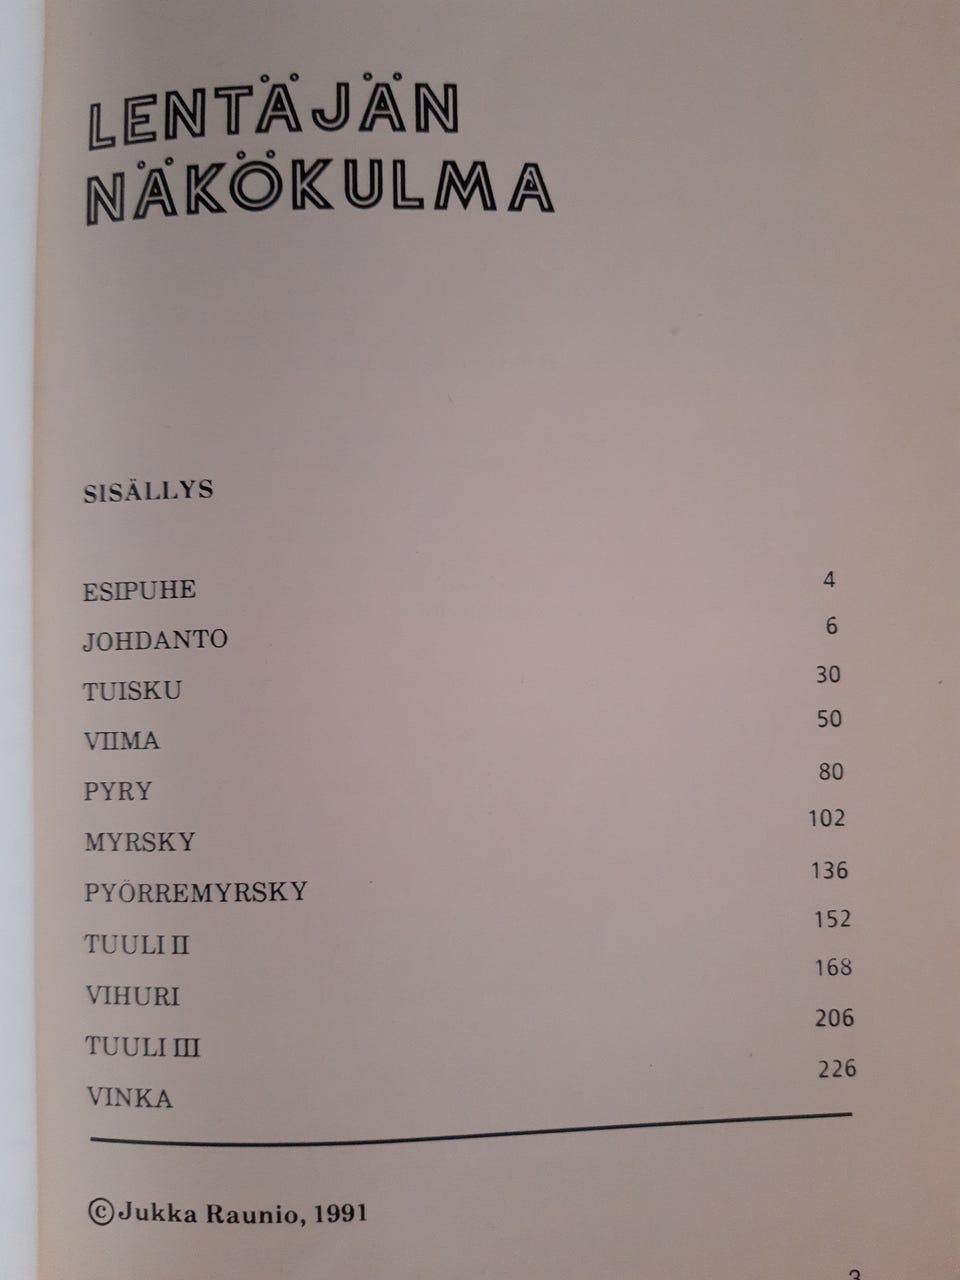 LENTÄJÄN
NÄKÖKULMA
SISÄLLYS
ESIPUHE 4
JOHDANTO 6
TUISKU 30
VIIMA 50
PYRY 80
MYRSKY 102
PYÖRREMYRSKY 136
TUULI II 152
VIHURI 168
TUULI III 206
VINKA 226
©Jukka Raunio, 1991
3